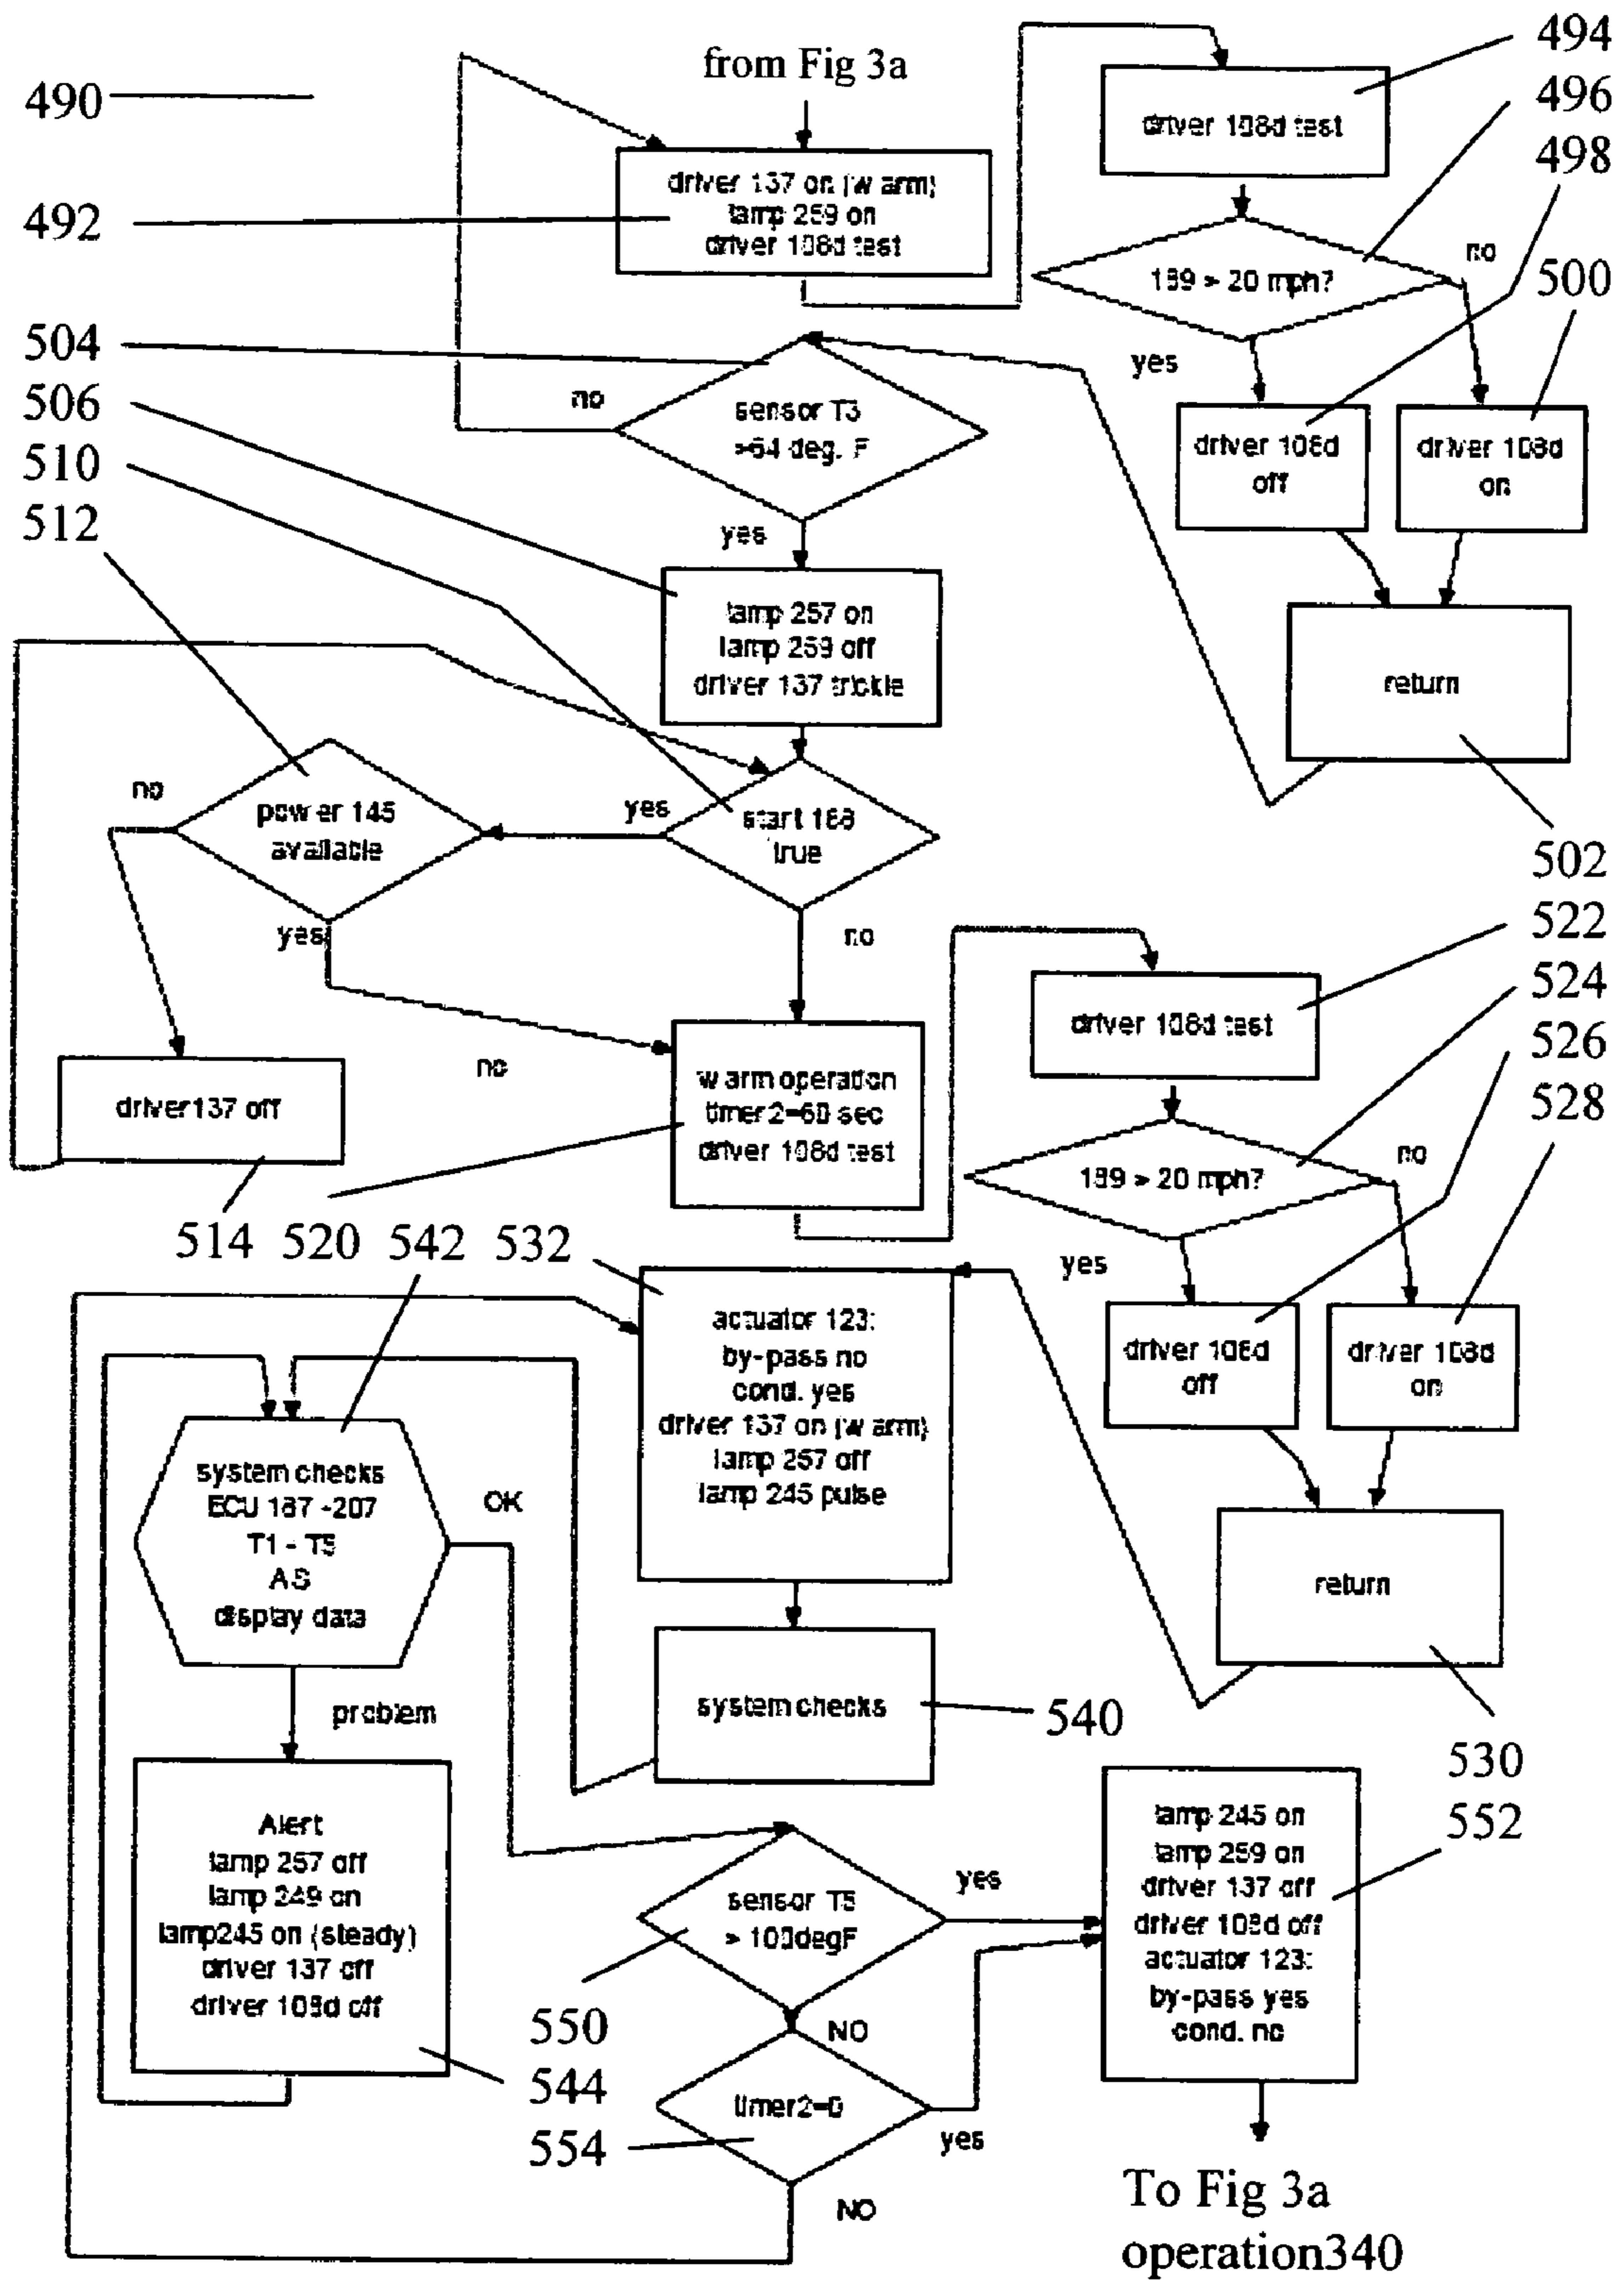 from Fig 3a
490
492
driver 137 on (w arm)
lamp 259 on
driver 108d test
494
496
498
500
driver 108d test
189 > 20 mph?
no
yes
driver 108d
off
driver 108d
on
return
502
504
506
510
512
no
sensor T3
>64 deg. F
yes
lamp 257 on
lamp 259 off
driver 137 trickle
no
power 145
available
yes
start 188
true
yes
no
driver137 off
no
w arm operation
timer2=60 sec
driver 108d test
514 520 542 532
522
524
526
528
driver 108d test
189 > 20 mph?
no
yes
driver 108d
off
driver 108d
on
return
530
actuator 123:
by-pass no
cond. yes
driver 137 on (w arm)
lamp 257 off
lamp 245 pulse
system checks
ECU 187 -207
T1 - T5
AS
display data
OK
problem
system checks
540
Alert
lamp 257 off
lamp 249 on
lamp245 on (steady)
driver 137 off
driver 108d off
544
sensor T5
> 100degF
yes
550
NO
timer2=0
554
yes
NO
552
lamp 245 on
lamp 259 on
driver 137 off
driver 108d off
actuator 123:
by-pass yes
cond. no
To Fig 3a
operation340